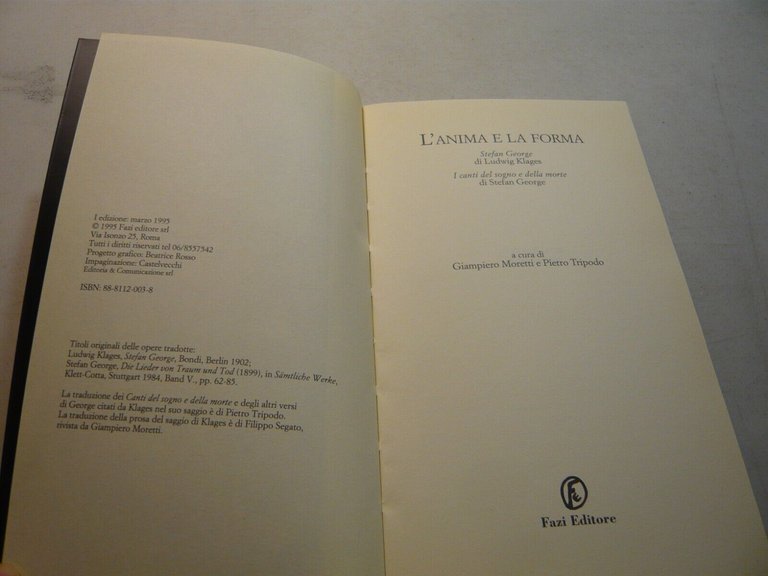 I edizione: marzo 1995
© 1995 Fazi editore srl
Via Isonzo 25, Roma
Tutti i diritti riservati tel 06/8557542
Progetto grafico: Beatrice Rosso
Impaginazione: Castelvecchi
Editoria & Comunicazione srl
ISBN: 88-8112-003-8
Titoli originali delle opere tradotte:
Ludwig Klages, Stefan George, Bondi, Berlin 1902;
Stefan George, Die Lieder von Traum und Tod (1899), in Sämtliche Werke,
Klett-Cotta, Stuttgart 1984, Band V., pp. 62-85.
La traduzione dei Canti del sogno e della morte e degli altri versi
di George citati da Klages nel suo saggio è di Pietro Tripodo.
La traduzione della prosa del saggio di Klages è di Filippo Segato,
rivista da Giampiero Moretti.
L'ANIMA E LA FORMA
Stefan George
di Ludwig Klages
I canti del sogno e della morte
di Stefan George
a cura di
Giampiero Moretti e Pietro Tripodo
Fe
Fazi Editore